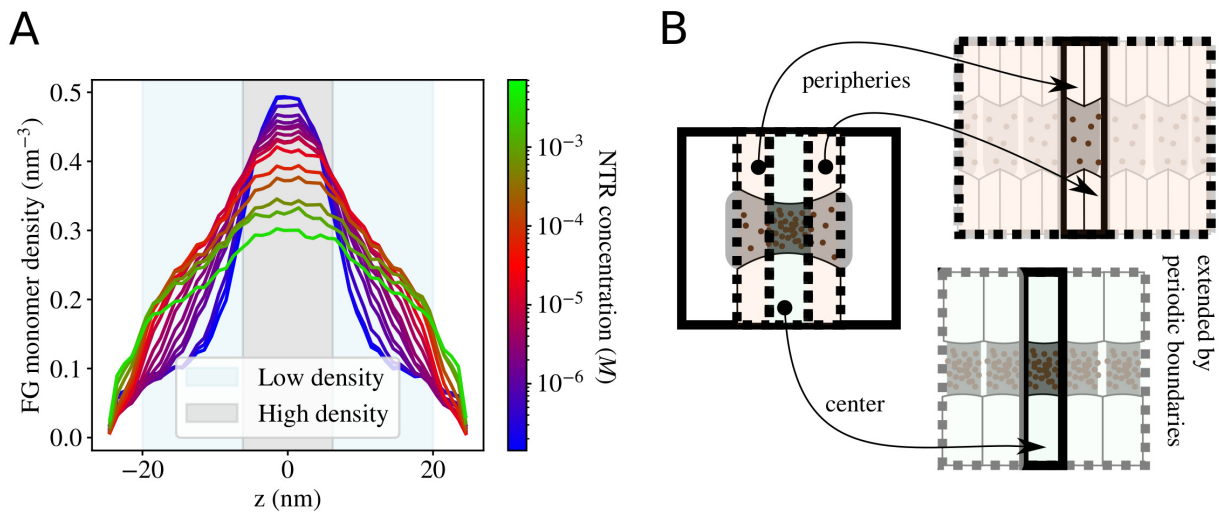 A
FG monomer density (nm⁻³)
0.5
0.4
0.3
0.2
0.1
0.0
−20
0
20
z (nm)
Low density
High density
10⁻³
10⁻⁴
10⁻⁵
10⁻⁶
NTR concentration (M)
B
peripheries
center
extended by
periodic boundaries